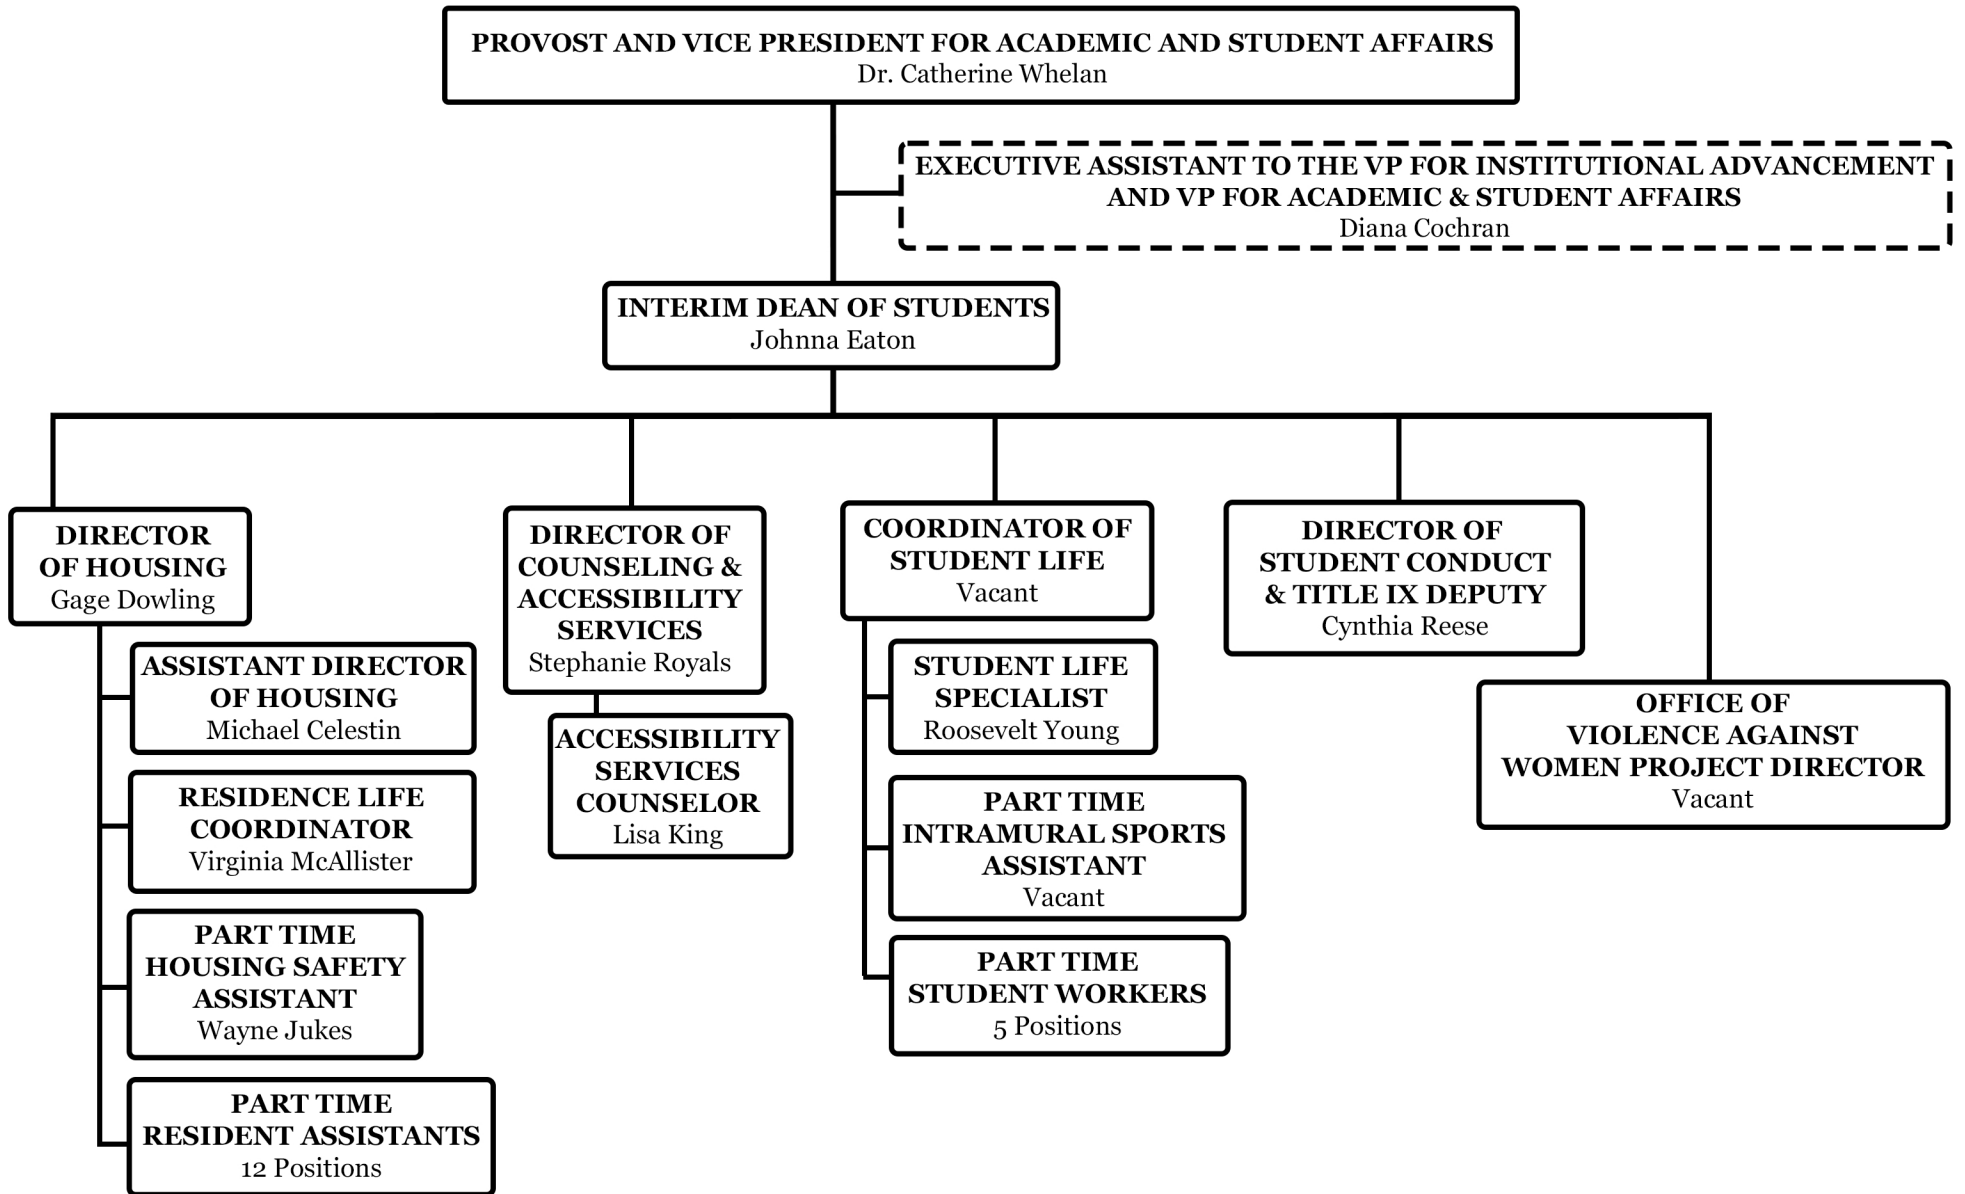 PROVOST AND VICE PRESIDENT FOR ACADEMIC AND STUDENT AFFAIRS
Dr. Catherine Whelan
EXECUTIVE ASSISTANT TO THE VP FOR INSTITUTIONAL ADVANCEMENT
AND VP FOR ACADEMIC & STUDENT AFFAIRS
Diana Cochran
INTERIM DEAN OF STUDENTS
Johnna Eaton
DIRECTOR
OF HOUSING
Gage Dowling
ASSISTANT DIRECTOR
OF HOUSING
Michael Celestin
RESIDENCE LIFE
COORDINATOR
Virginia McAllister
PART TIME
HOUSING SAFETY
ASSISTANT
Wayne Jukes
PART TIME
RESIDENT ASSISTANTS
12 Positions
DIRECTOR OF
COUNSELING &
ACCESSIBILITY
SERVICES
Stephanie Royals
ACCESSIBILITY
SERVICES
COUNSELOR
Lisa King
COORDINATOR OF
STUDENT LIFE
Vacant
STUDENT LIFE
SPECIALIST
Roosevelt Young
PART TIME
INTRAMURAL SPORTS
ASSISTANT
Vacant
PART TIME
STUDENT WORKERS
5 Positions
DIRECTOR OF
STUDENT CONDUCT
& TITLE IX DEPUTY
Cynthia Reese
OFFICE OF
VIOLENCE AGAINST
WOMEN PROJECT DIRECTOR
Vacant